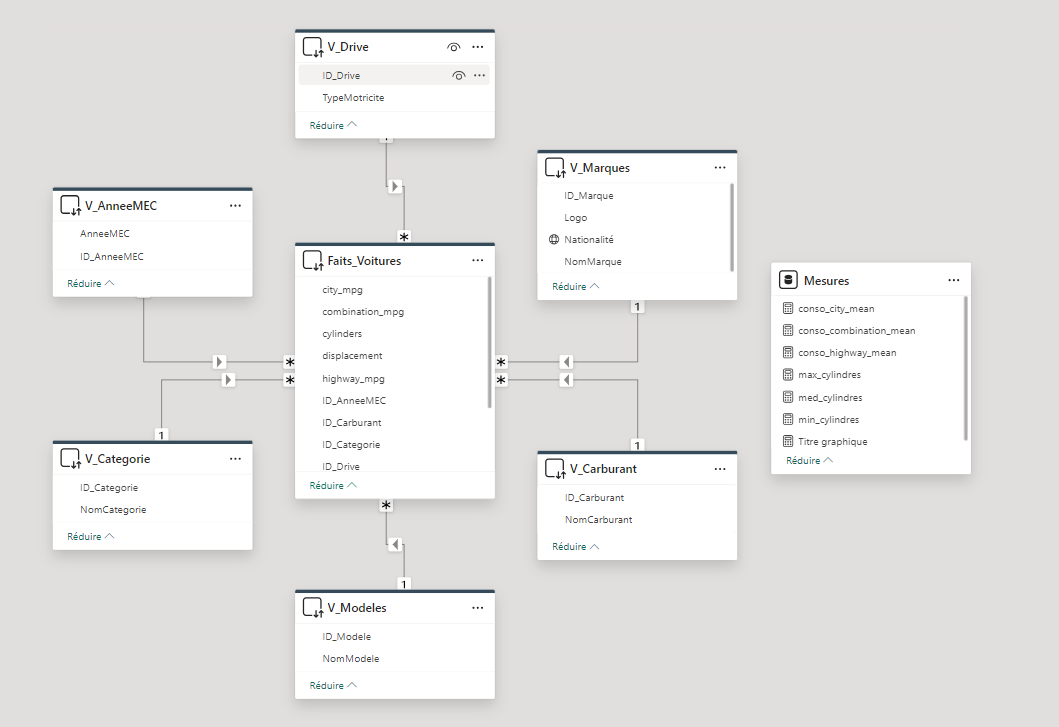 V_Drive
ID_Drive
TypeMotricite
Réduire
1
*
V_Marques
ID_Marque
Logo
Nationalité
NomMarque
Réduire
1
V_AnneeMEC
AnneeMEC
ID_AnneeMEC
Réduire
Faits_Voitures
city_mpg
combination_mpg
cylinders
displacement
highway_mpg
ID_AnneeMEC
ID_Carburant
ID_Categorie
ID_Drive
Réduire
*
*
*
*
*
Mesures
conso_city_mean
conso_combination_mean
conso_highway_mean
max_cylindres
med_cylindres
min_cylindres
Titre graphique
Réduire
1
V_Categorie
ID_Categorie
NomCategorie
Réduire
1
V_Carburant
ID_Carburant
NomCarburant
Réduire
1
V_Modeles
ID_Modele
NomModele
Réduire